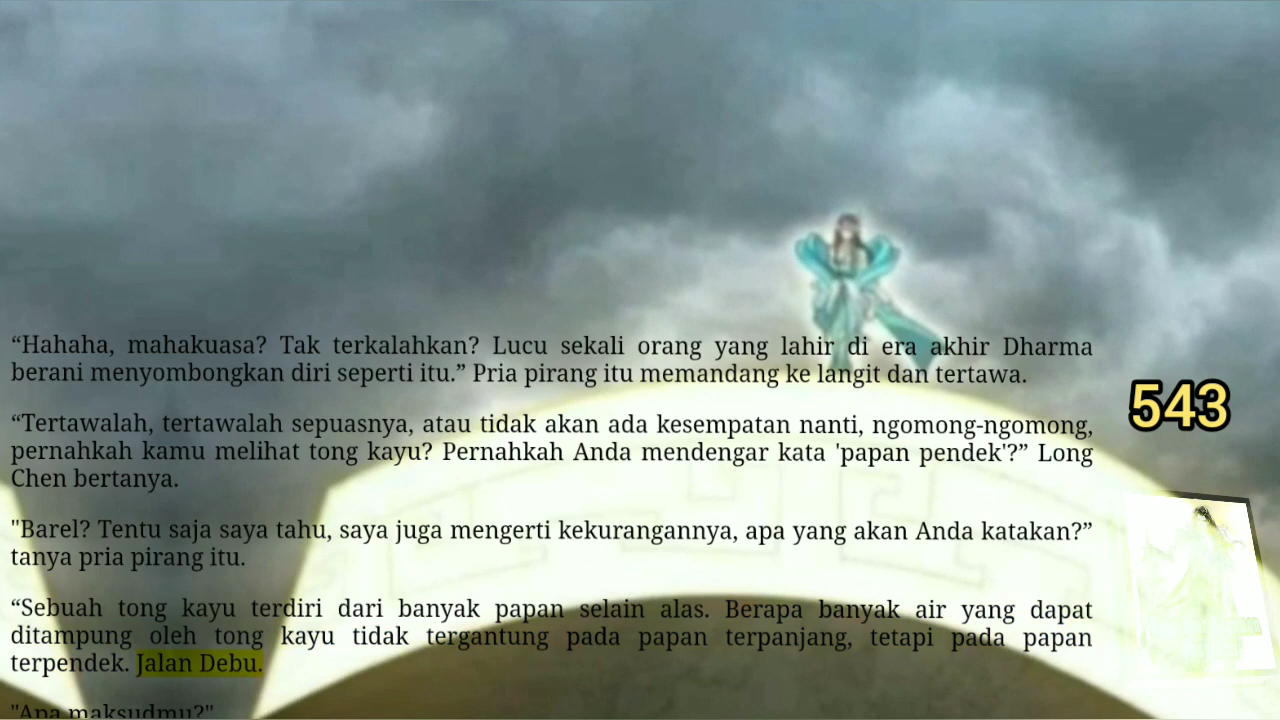 “Hahaha, mahakuasa? Tak terkalahkan? Lucu sekali orang yang lahir di era akhir Dharma
berani menyombongkan diri seperti itu.” Pria pirang itu memandang ke langit dan tertawa.
“Tertawalah, tertawalah sepuasnya, atau tidak akan ada kesempatan nanti, ngomong-ngomong,
pernahkah kamu melihat tong kayu? Pernahkah Anda mendengar kata 'papan pendek'?” Long
Chen bertanya.
543
"Barel? Tentu saja saya tahu, saya juga mengerti kekurangannya, apa yang akan Anda katakan?”
tanya pria pirang itu.
“Sebuah tong kayu terdiri dari banyak papan selain alas. Berapa banyak air yang dapat
ditampung oleh tong kayu tidak tergantung pada papan terpanjang, tetapi pada papan
terpendek. Jalan Debu.
"Apa maksudmu?"